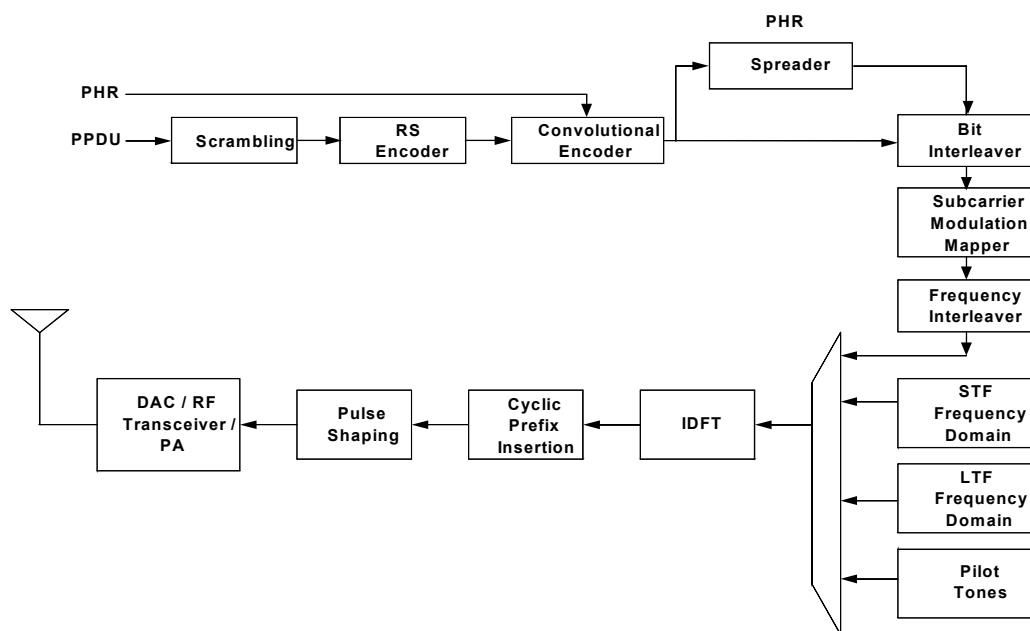 PHR
Spreader
PHR
PPDU
Scrambling
RS
Encoder
Convolutional
Encoder
Bit
Interleaver
Subcarrier
Modulation
Mapper
Frequency
Interleaver
DAC / RF
Transceiver /
PA
Pulse
Shaping
Cyclic
Prefix
Insertion
IDFT
STF
Frequency
Domain
LTF
Frequency
Domain
Pilot
Tones